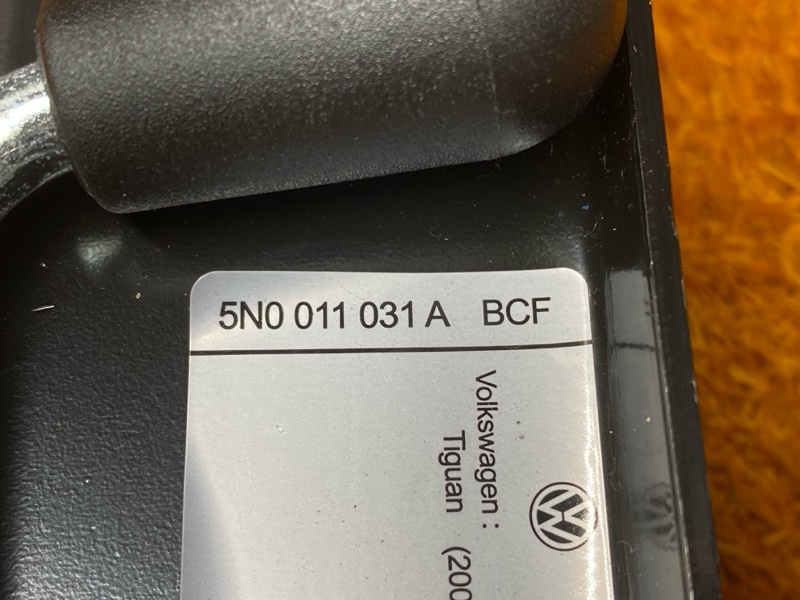 5N0 011 031 A BCF
Volkswagen :
Tiguan (200